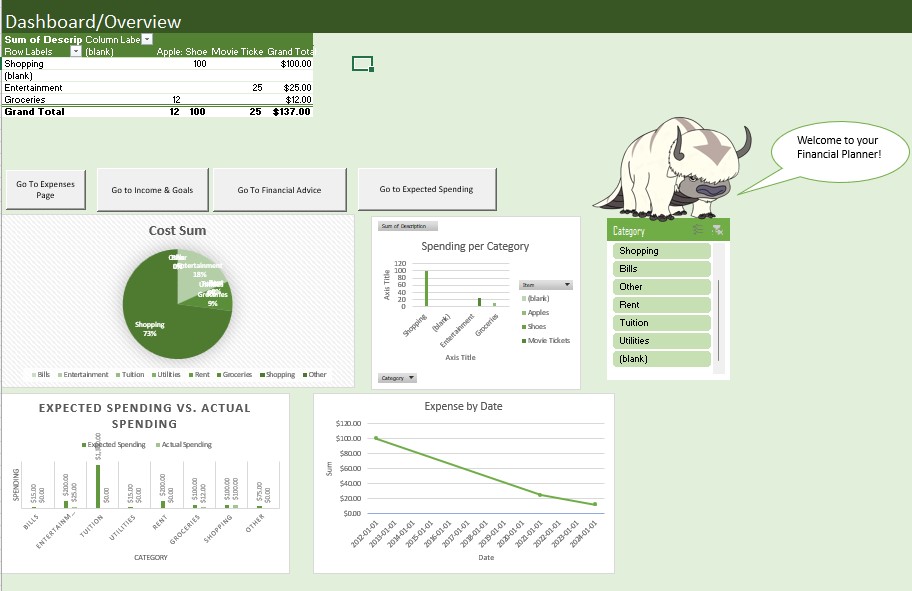 Dashboard/Overview
Sum of Descrip Column Labe
Row Labels (blank) Apple: Shoe Movie Ticke Grand Tota
Shopping 100 $100.00
(blank)
Entertainment 25 $25.00
Groceries 12 $12.00
Grand Total 12 100 25 $137.00
Welcome to your
Financial Planner!
Go To Expenses
Page
Go to Income & Goals
Go To Financial Advice
Go to Expected Spending
Cost Sum
Entertainment
18%
Groceries
9%
Shopping
73%
Bills Entertainment Tuition Utilities Rent Groceries Shopping Other
Sum of Description
Spending per Category
Axis Title
120
100
80
60
40
20
0
Shopping
(blank)
Entertainment
Groceries
Axis Title
Item
(blank)
Apples
Shoes
Movie Tickets
Category
Category
Shopping
Bills
Other
Rent
Tuition
Utilities
(blank)
EXPECTED SPENDING VS. ACTUAL
SPENDING
Expected Spending Actual Spending
SPENDING
$15.00 $0.00
$200.00 $25.00
$0.00
$15.00 $0.00
$200.00 $0.00
$100.00 $12.00
$100.00 $100.00
$75.00 $0.00
BILLS
ENTERTAINM...
TUITION
UTILITIES
RENT
GROCERIES
SHOPPING
OTHER
CATEGORY
Expense by Date
Sum
$120.00
$100.00
$80.00
$60.00
$40.00
$20.00
$0.00
2012-01-01
2013-01-01
2014-01-01
2015-01-01
2016-01-01
2017-01-01
2018-01-01
2019-01-01
2020-01-01
2021-01-01
2022-01-01
2023-01-01
2024-01-01
Date